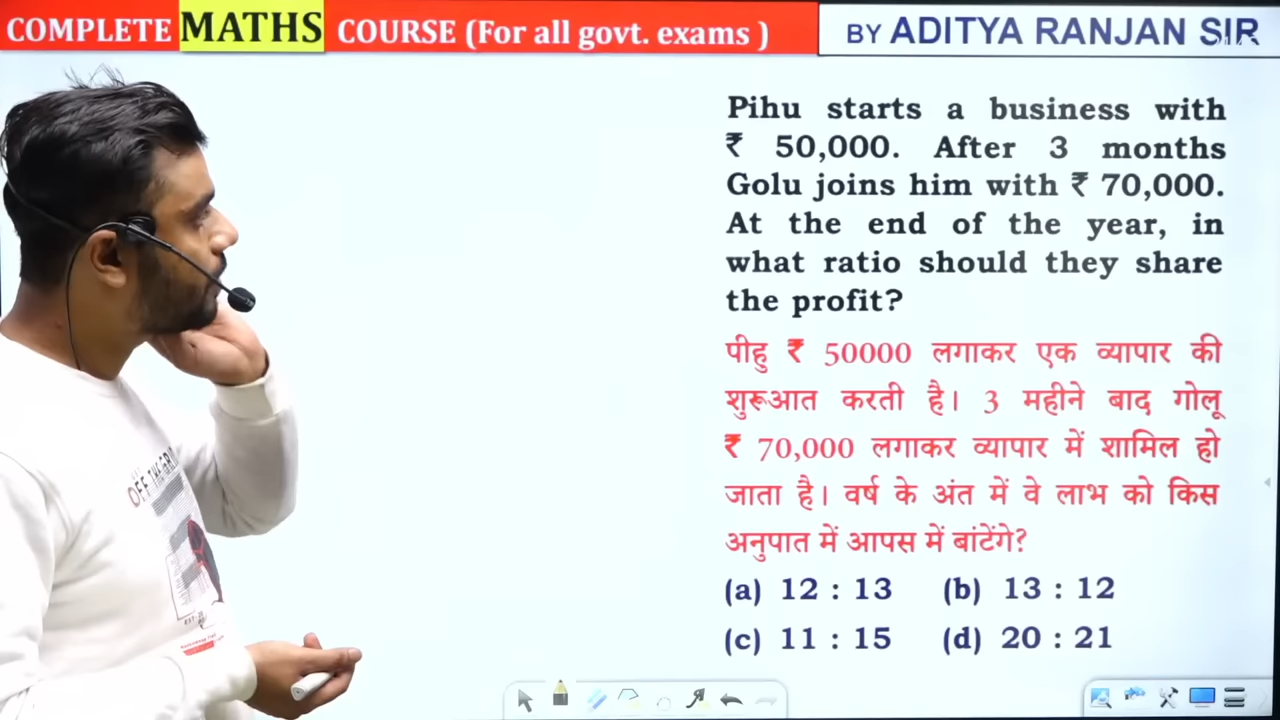 COMPLETE MATHS COURSE (For all govt. exams )
BY ADITYA RANJAN SIR
Pihu starts a business with
₹ 50,000. After 3 months
Golu joins him with ₹ 70,000.
At the end of the year, in
what ratio should they share
the profit?
पीहु ₹ 50000 लगाकर एक व्यापार की
शुरूआत करती है। 3 महीने बाद गोलू
₹ 70,000 लगाकर व्यापार में शामिल हो
जाता है। वर्ष के अंत में वे लाभ को किस
अनुपात में आपस में बांटेंगे?
(a) 12 : 13 (b) 13 : 12
(c) 11 : 15 (d) 20 : 21
OFF THE GRI